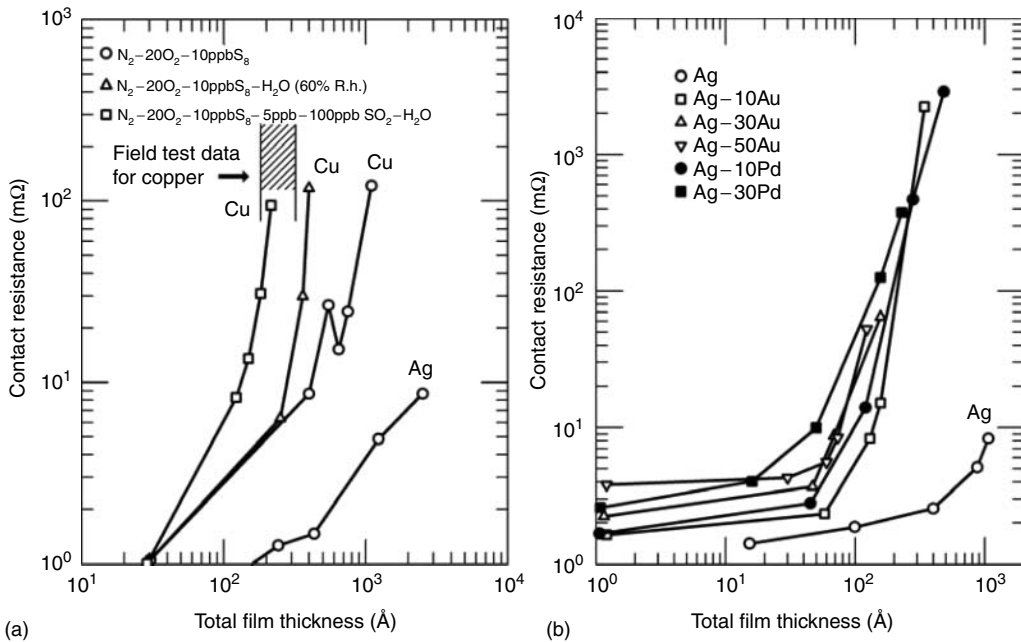 10³
N₂−20O₂−10ppbS₈
N₂−20O₂−10ppbS₈−H₂O (60% R.h.)
N₂−20O₂−10ppbS₈−5ppb−100ppb SO₂−H₂O
Field test data
for copper
Cu
Cu
Cu
10²
Contact resistance (mΩ)
10¹
Ag
10⁰
10¹
10²
10³
10⁴
Total film thickness (Å)
(a)
10⁴
Ag
Ag−10Au
Ag−30Au
Ag−50Au
Ag−10Pd
Ag−30Pd
10³
Contact resistance (mΩ)
10²
10¹
Ag
10⁰
10⁰
10¹
10²
10³
Total film thickness (Å)
(b)